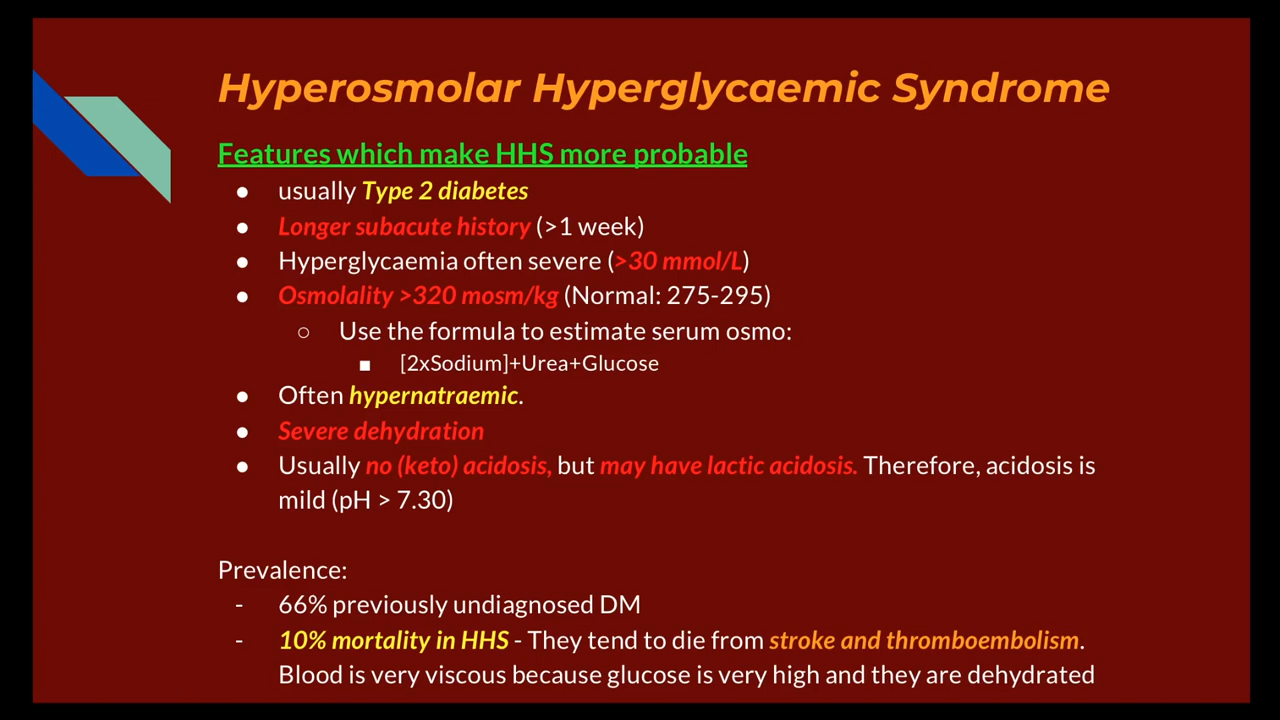 Hyperosmolar Hyperglycaemic Syndrome
Features which make HHS more probable
● usually Type 2 diabetes
● Longer subacute history (>1 week)
● Hyperglycaemia often severe (>30 mmol/L)
● Osmolality >320 mosm/kg (Normal: 275-295)
○ Use the formula to estimate serum osmo:
■ [2xSodium]+Urea+Glucose
● Often hypernatraemic.
● Severe dehydration
● Usually no (keto) acidosis, but may have lactic acidosis. Therefore, acidosis is
mild (pH > 7.30)
Prevalence:
- 66% previously undiagnosed DM
- 10% mortality in HHS - They tend to die from stroke and thromboembolism.
Blood is very viscous because glucose is very high and they are dehydrated